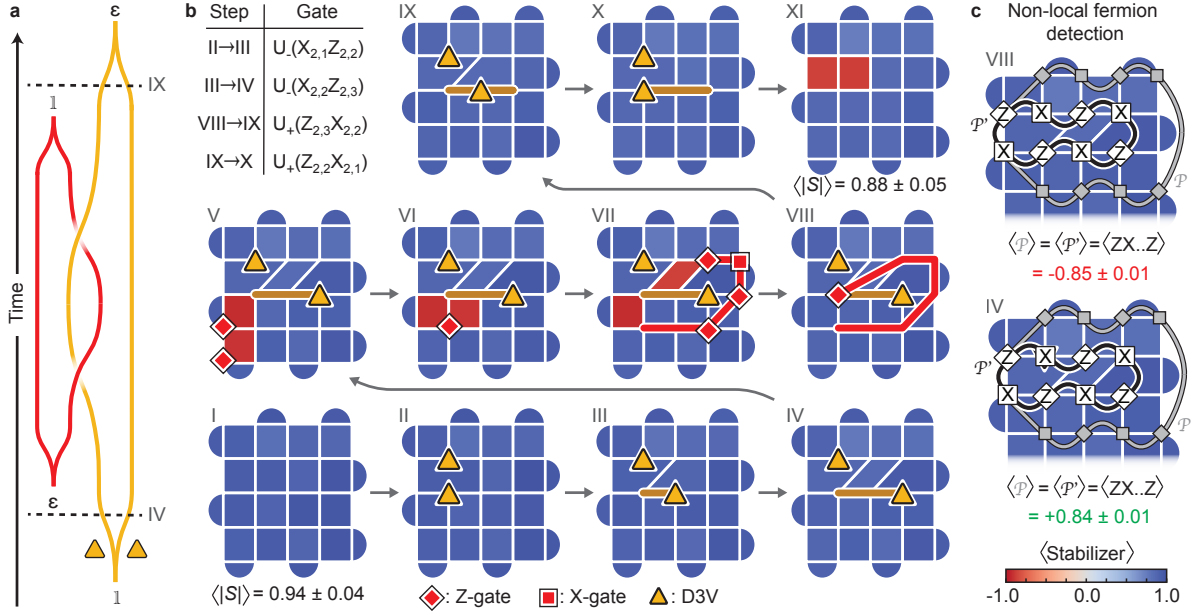 a
ε
IX
𝟙
Time
ε
IV
𝟙
b
Step Gate
II→III U₋(X₂,₁Z₂,₂)
III→IV U₋(X₂,₂Z₂,₃)
VIII→IX U₊(Z₂,₃X₂,₂)
IX→X U₊(Z₂,₂X₂,₁)
IX X XI
⟨|S|⟩ = 0.88 ± 0.05
V VI VII VIII
I II III IV
⟨|S|⟩ = 0.94 ± 0.04
: Z-gate : X-gate : D3V
c
Non-local fermion
detection
VIII
𝒫' Z X Z X
X Z X Z
𝒫
⟨𝒫⟩ = ⟨𝒫'⟩ = ⟨ZX..Z⟩
= -0.85 ± 0.01
IV
𝒫' Z X Z X
X Z X Z
𝒫
⟨𝒫⟩ = ⟨𝒫'⟩ = ⟨ZX..Z⟩
= +0.84 ± 0.01
⟨Stabilizer⟩
-1.0 0.0 1.0